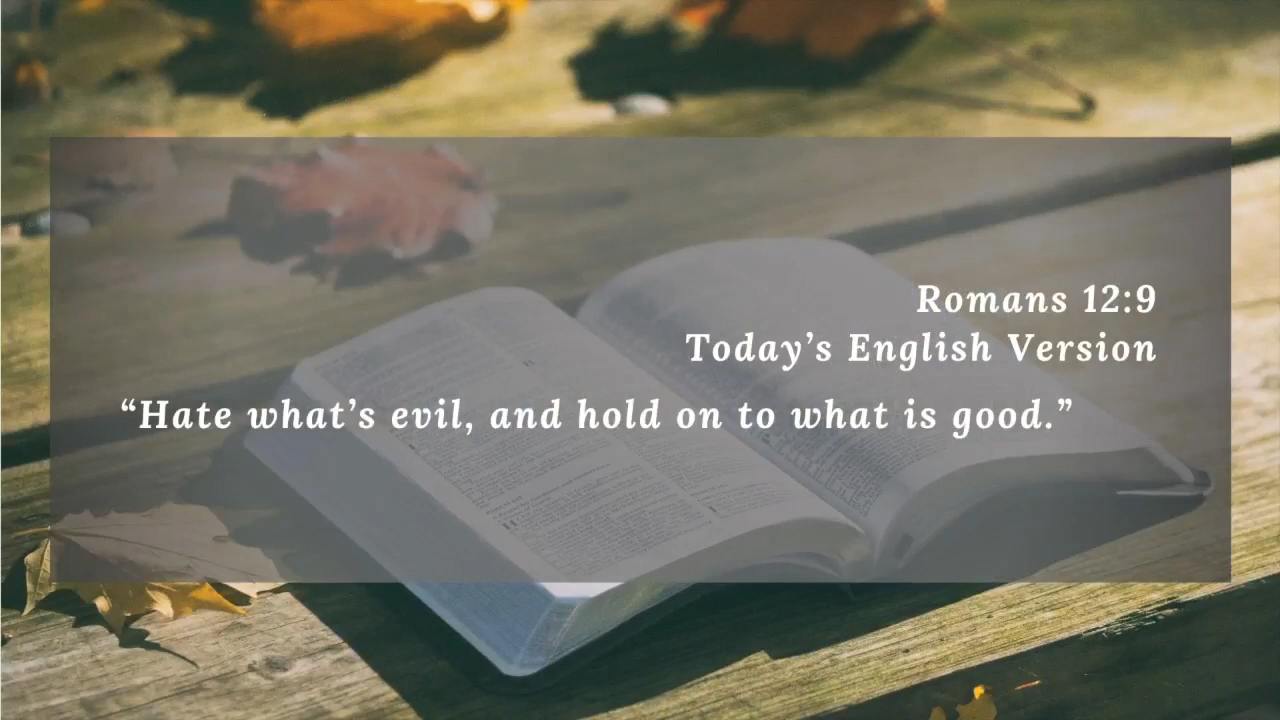 Romans 12:9
Today’s English Version
“Hate what’s evil, and hold on to what is good.”